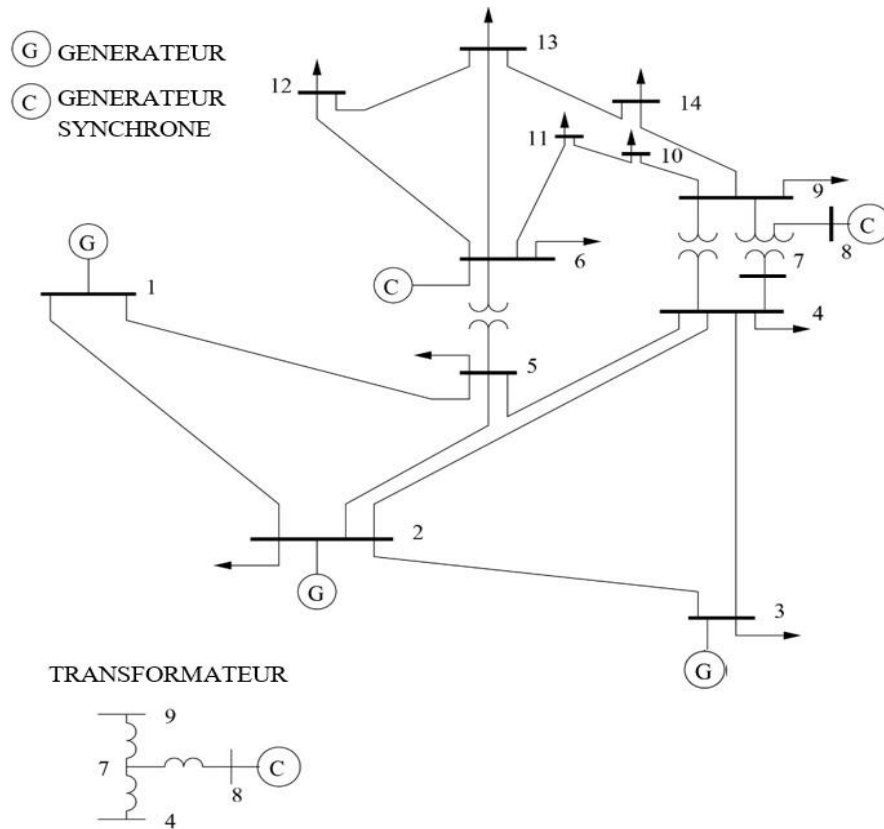 G GENERATEUR
C GENERATEUR
SYNCHRONE
13
12
14
11
10
9
G
C
8
7
6
C
1
4
5
2
G
3
G
TRANSFORMATEUR
9
7
C
8
4